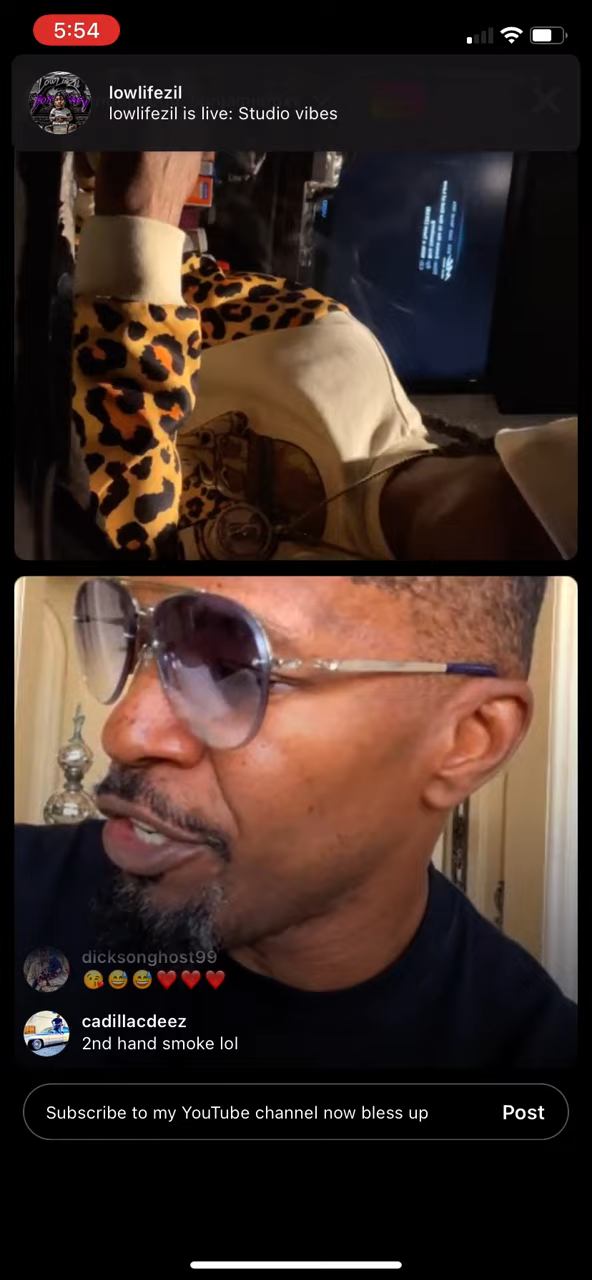 5:54
lowlifezil
lowlifezil is live: Studio vibes
dicksonghost99
😘😅😅❤️❤️❤️
cadillacdeez
2nd hand smoke lol
Subscribe to my YouTube channel now bless up
Post